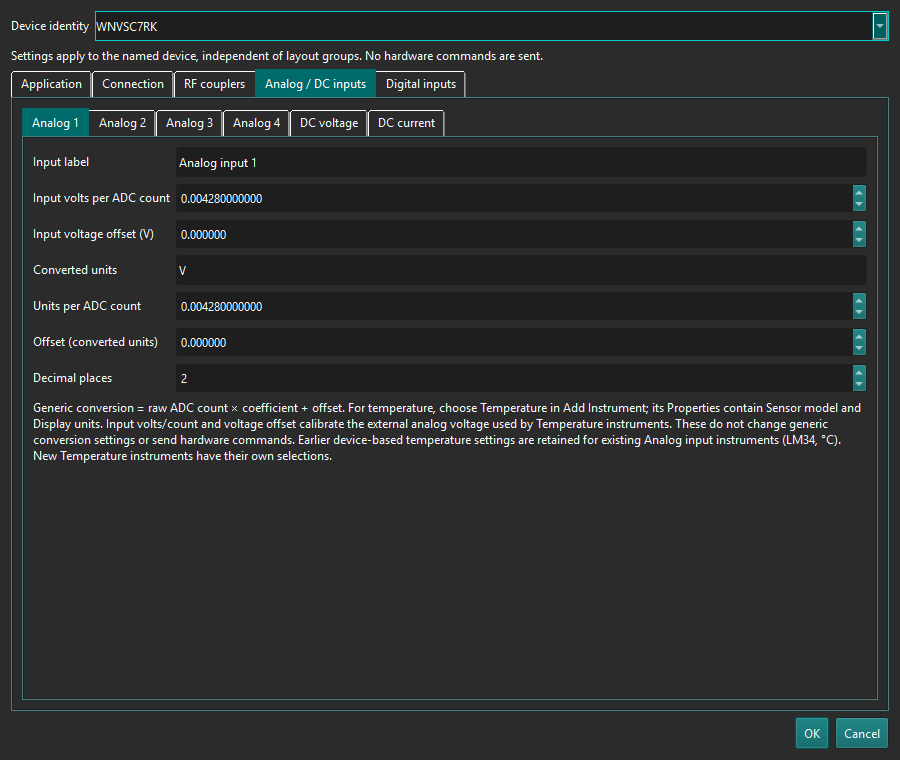 Device identity WNVSC7RK
Settings apply to the named device, independent of layout groups. No hardware commands are sent.
Application Connection RF couplers Analog / DC inputs Digital inputs
Analog 1 Analog 2 Analog 3 Analog 4 DC voltage DC current
Input label Analog input 1
Input volts per ADC count 0.004280000000
Input voltage offset (V) 0.000000
Converted units V
Units per ADC count 0.004280000000
Offset (converted units) 0.000000
Decimal places 2
Generic conversion = raw ADC count × coefficient + offset. For temperature, choose Temperature in Add Instrument; its Properties contain Sensor model and
Display units. Input volts/count and voltage offset calibrate the external analog voltage used by Temperature instruments. These do not change generic
conversion settings or send hardware commands. Earlier device-based temperature settings are retained for existing Analog input instruments (LM34, °C).
New Temperature instruments have their own selections.
OK Cancel